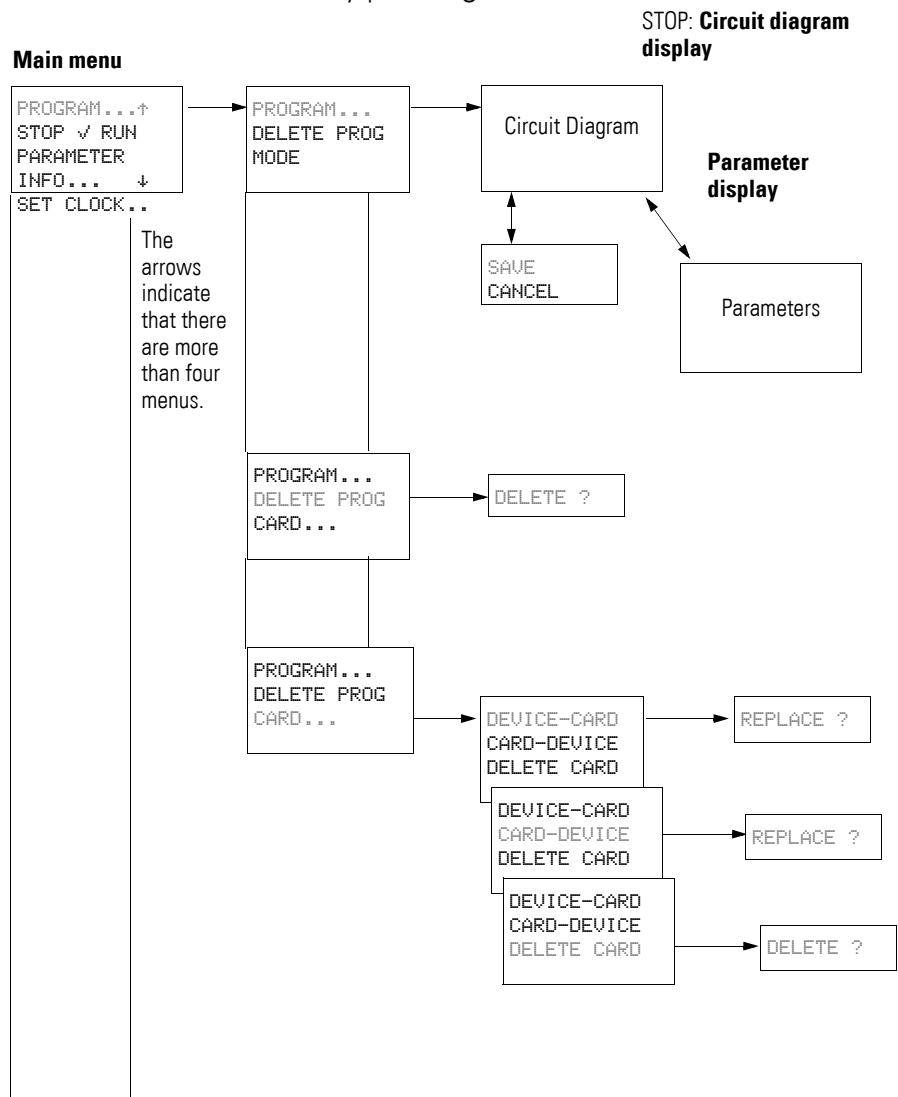 STOP: Circuit diagram
display
Main menu
PROGRAM...↑
STOP √ RUN
PARAMETER
INFO... ↓
SET CLOCK..
The
arrows
indicate
that there
are more
than four
menus.
PROGRAM...
DELETE PROG
MODE
Circuit Diagram
SAVE
CANCEL
Parameter
display
Parameters
PROGRAM...
DELETE PROG
CARD...
DELETE ?
PROGRAM...
DELETE PROG
CARD...
DEVICE-CARD
CARD-DEVICE
DELETE CARD
REPLACE ?
DEVICE-CARD
CARD-DEVICE
DELETE CARD
REPLACE ?
DEVICE-CARD
CARD-DEVICE
DELETE CARD
DELETE ?